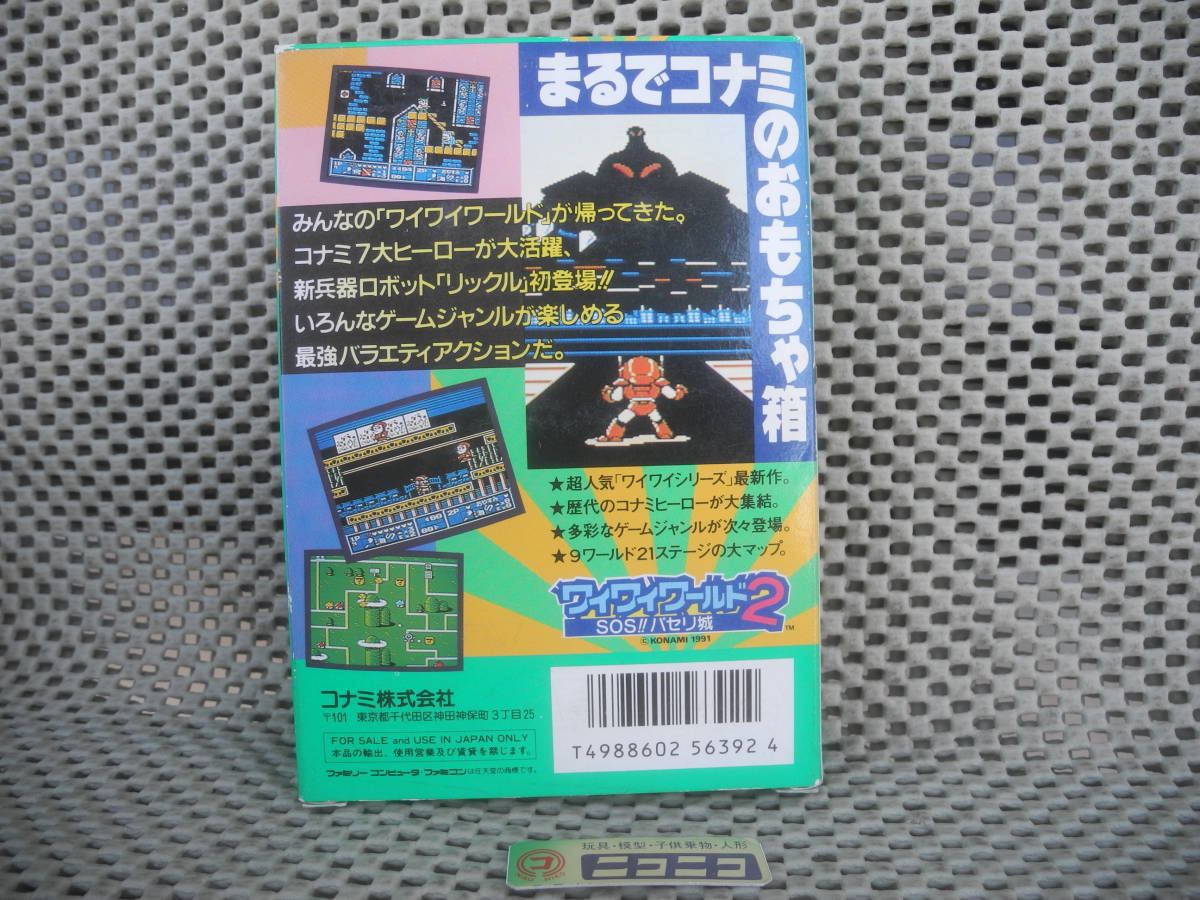 まるでコナミのおもちゃ箱
みんなの「ワイワイワールド」が帰ってきた。
コナミ7大ヒーローが大活躍、
新兵器ロボット「リックル」初登場!!
いろんなゲームジャンルが楽しめる
最強バラエティアクションだ。
★超人気「ワイワイシリーズ」最新作。
★歴代のコナミヒーローが大集結。
★多彩なゲームジャンルが次々登場。
★9ワールド21ステージの大マップ。
ワイワイワールド2
SOS!!パセリ城
TM
©KONAMI 1991
コナミ株式会社
〒101 東京都千代田区神田神保町3丁目25
FOR SALE and USE IN JAPAN ONLY
本品の輸出、使用営業及び賃貸を禁じます。
ファミリーコンピュータ・ファミコンは任天堂の商標です。
T4988602 56392 4
玩具・模型・子供乗物・人形
コ
ニコニコ